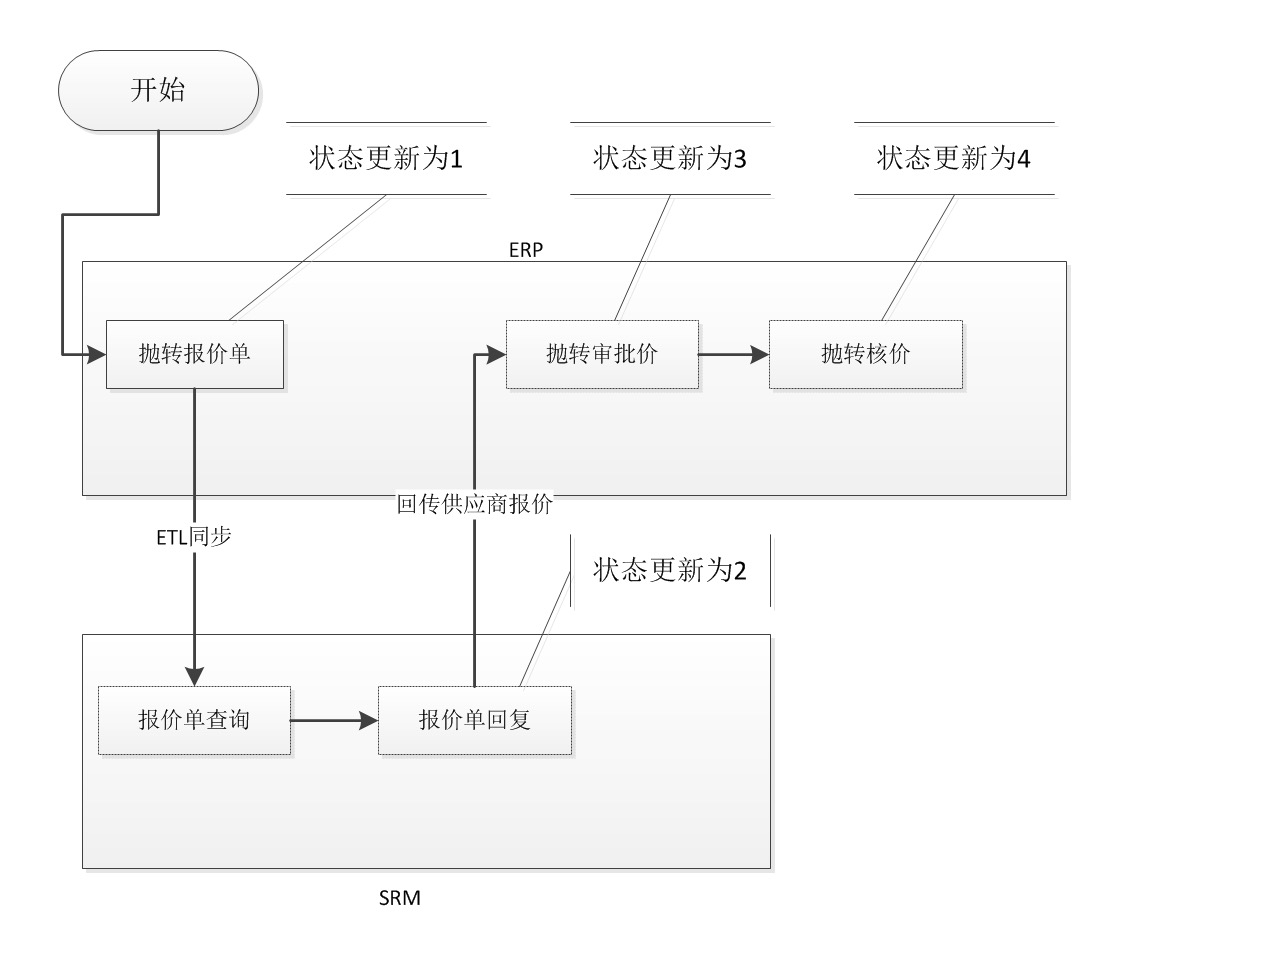 开始
状态更新为1
状态更新为3
状态更新为4
ERP
抛转报价单
抛转审批价
抛转核价
回传供应商报价
ETL同步
状态更新为2
报价单查询
报价单回复
SRM